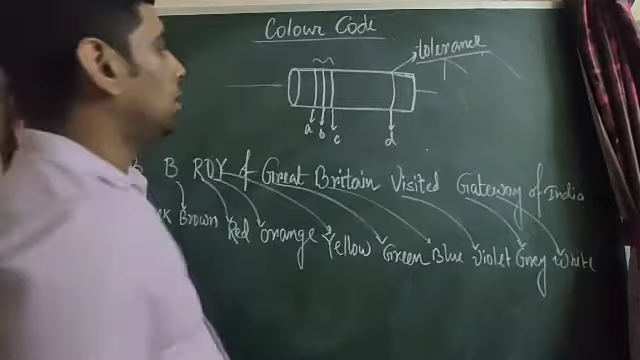 Colour Code
tolerance
a b c d
B ROY of Great Britain Visited Gateway of India
Brown Red Orange Yellow Green Blue Violet Grey White